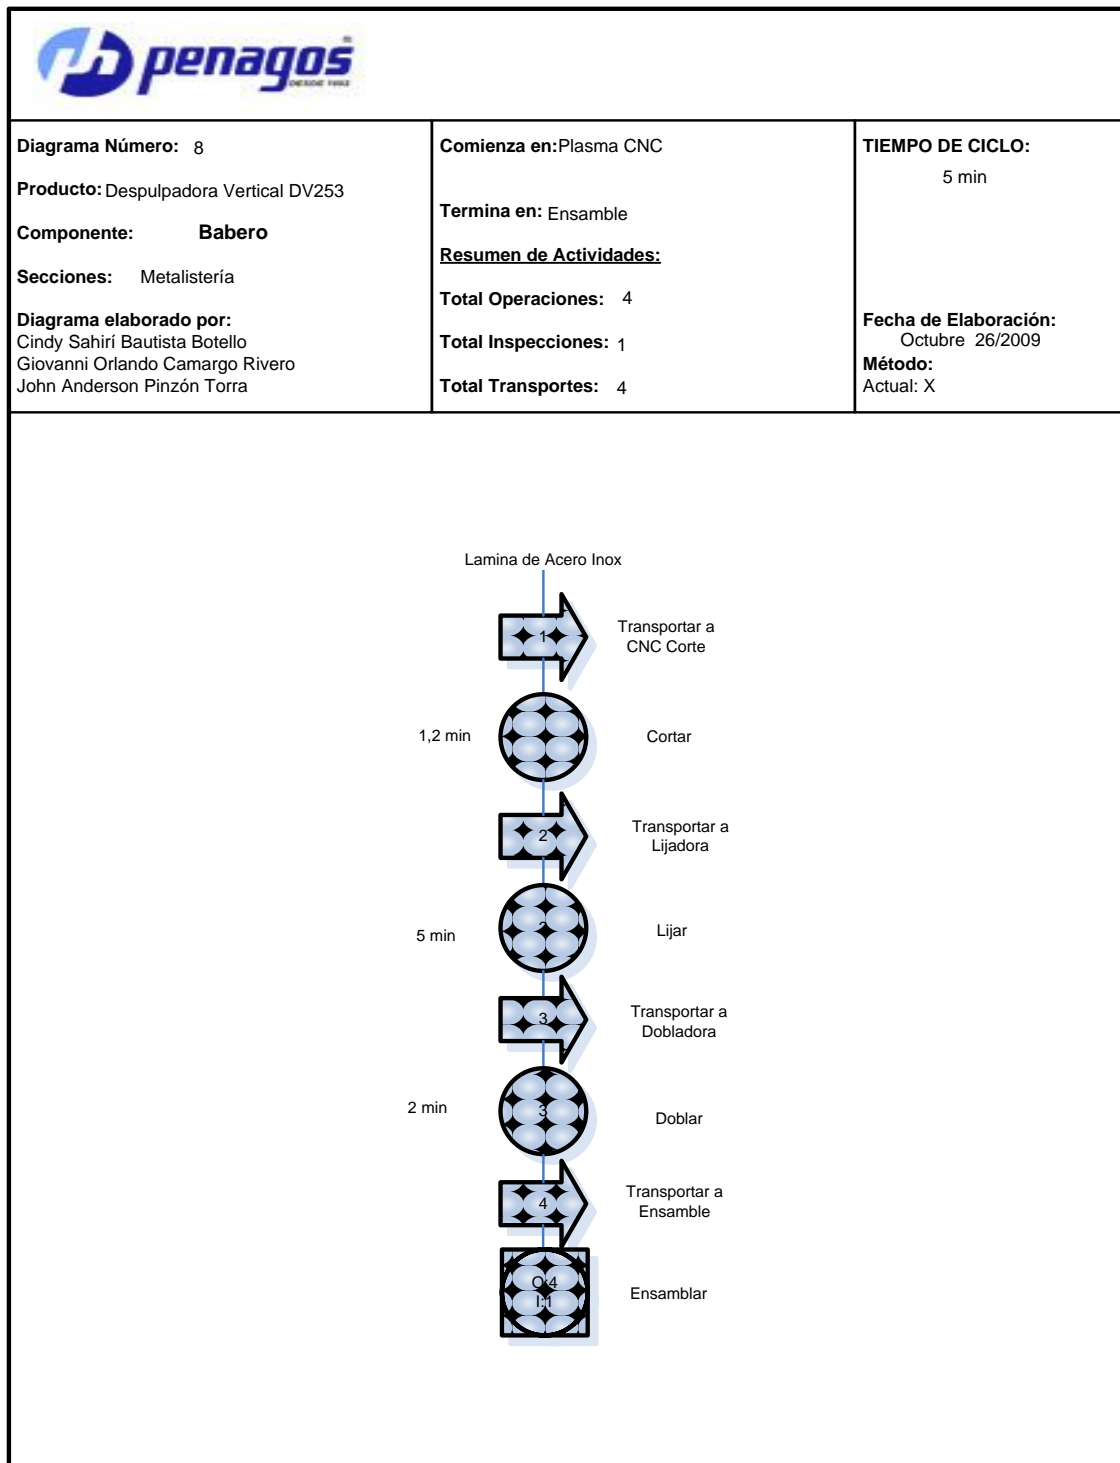 penagos
DESDE 1892
Diagrama Número: 8
Producto: Despulpadora Vertical DV253
Componente: Babero
Secciones: Metalistería
Diagrama elaborado por:
Cindy Sahirí Bautista Botello
Giovanni Orlando Camargo Rivero
John Anderson Pinzón Torra
Comienza en:Plasma CNC
Termina en: Ensamble
Resumen de Actividades:
Total Operaciones: 4
Total Inspecciones: 1
Total Transportes: 4
TIEMPO DE CICLO:
5 min
Fecha de Elaboración:
Octubre 26/2009
Método:
Actual: X
Lamina de Acero Inox
1
Transportar a
CNC Corte
1,2 min
Cortar
2
Transportar a
Lijadora
5 min
2
Lijar
3
Transportar a
Dobladora
2 min
3
Doblar
4
Transportar a
Ensamble
O:4
I:1
Ensamblar